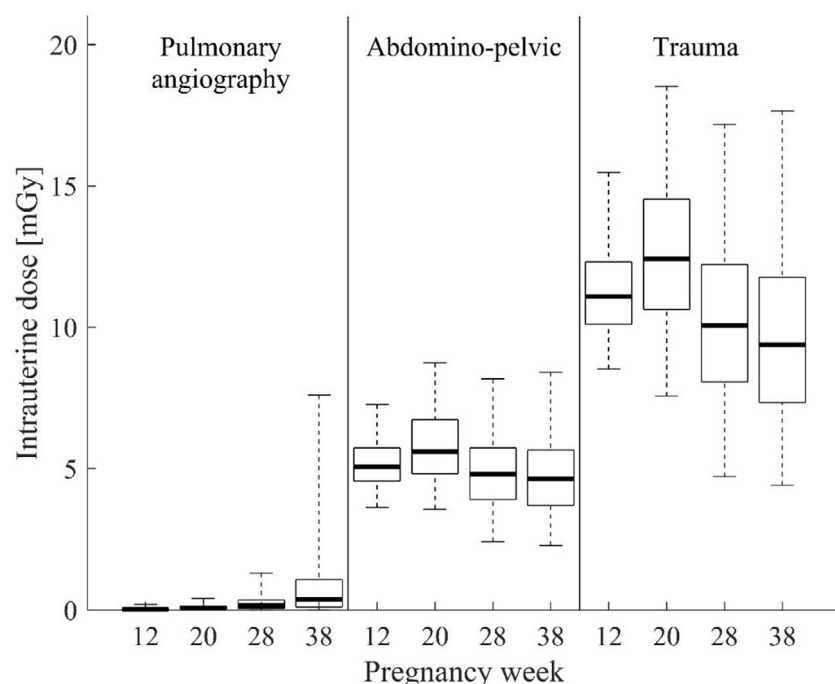 Pulmonary
angiography
Abdomino-pelvic
Trauma
Intrauterine dose [mGy]
20
15
10
5
0
12 20 28 38 12 20 28 38 12 20 28 38
Pregnancy week